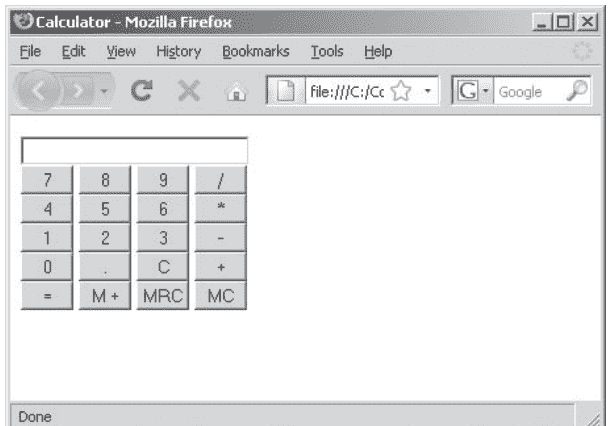 Calculator - Mozilla Firefox
File Edit View History Bookmarks Tools Help
file:///C:/Cc G Google
7 8 9 /
4 5 6 *
1 2 3 -
0 . C +
= M + MRC MC
Done